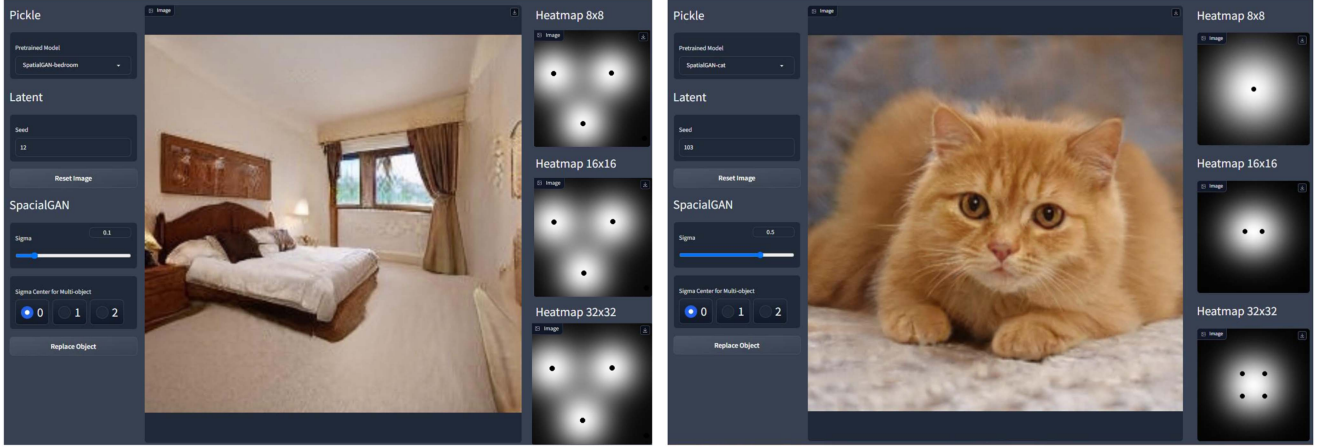 Pickle
Pretrained Model
SpatialGAN-bedroom
Latent
Seed
12
Reset Image
SpacialGAN
Sigma
0.1
Sigma Center for Multi-object
0
1
2
Replace Object
Image
Heatmap 8x8
Image
Heatmap 16x16
Image
Heatmap 32x32
Image
Pickle
Pretrained Model
SpatialGAN-cat
Latent
Seed
103
Reset Image
SpacialGAN
Sigma
0.5
Sigma Center for Multi-object
0
1
2
Replace Object
Image
Heatmap 8x8
Image
Heatmap 16x16
Image
Heatmap 32x32
Image